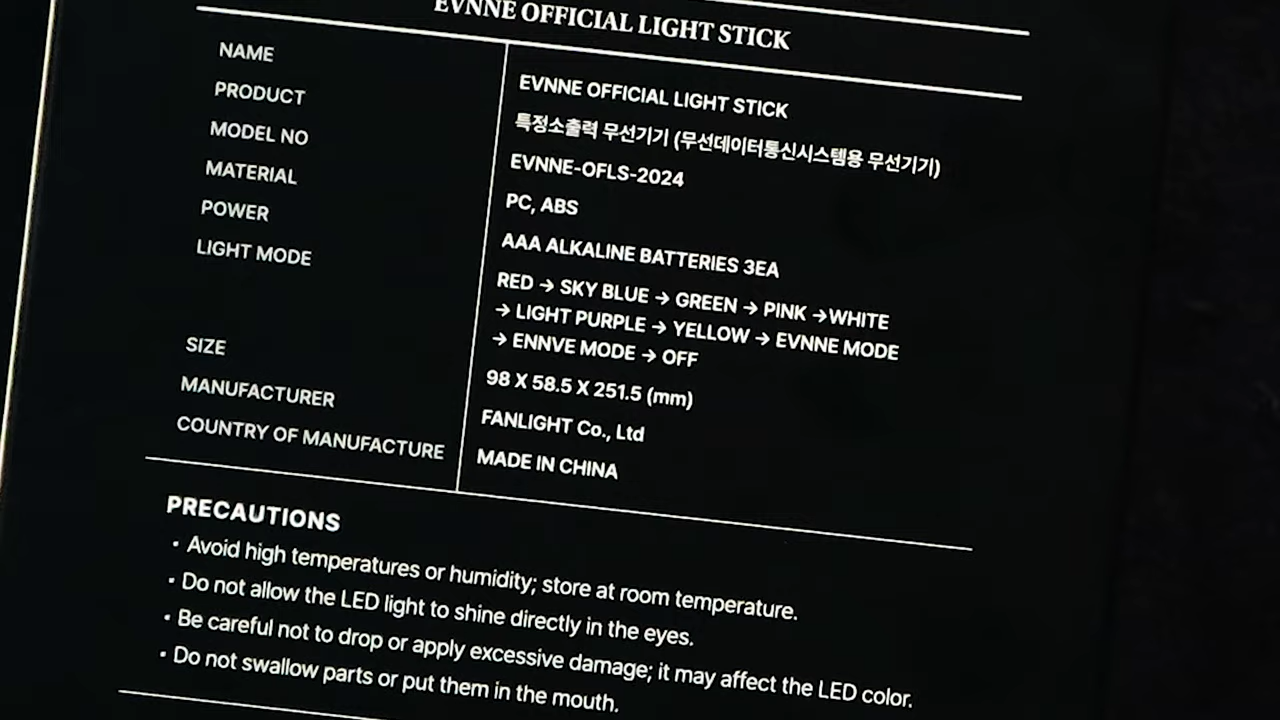 EVNNE OFFICIAL LIGHT STICK
NAME EVNNE OFFICIAL LIGHT STICK
PRODUCT 특정소출력 무선기기 (무선데이터통신시스템용 무선기기)
MODEL NO EVNNE-OFLS-2024
MATERIAL PC, ABS
POWER AAA ALKALINE BATTERIES 3EA
LIGHT MODE RED → SKY BLUE → GREEN → PINK →WHITE
→ LIGHT PURPLE → YELLOW → EVNNE MODE
→ ENNVE MODE → OFF
SIZE 98 X 58.5 X 251.5 (mm)
MANUFACTURER FANLIGHT Co., Ltd
COUNTRY OF MANUFACTURE MADE IN CHINA
PRECAUTIONS
• Avoid high temperatures or humidity; store at room temperature.
• Do not allow the LED light to shine directly in the eyes.
• Be careful not to drop or apply excessive damage; it may affect the LED color.
• Do not swallow parts or put them in the mouth.